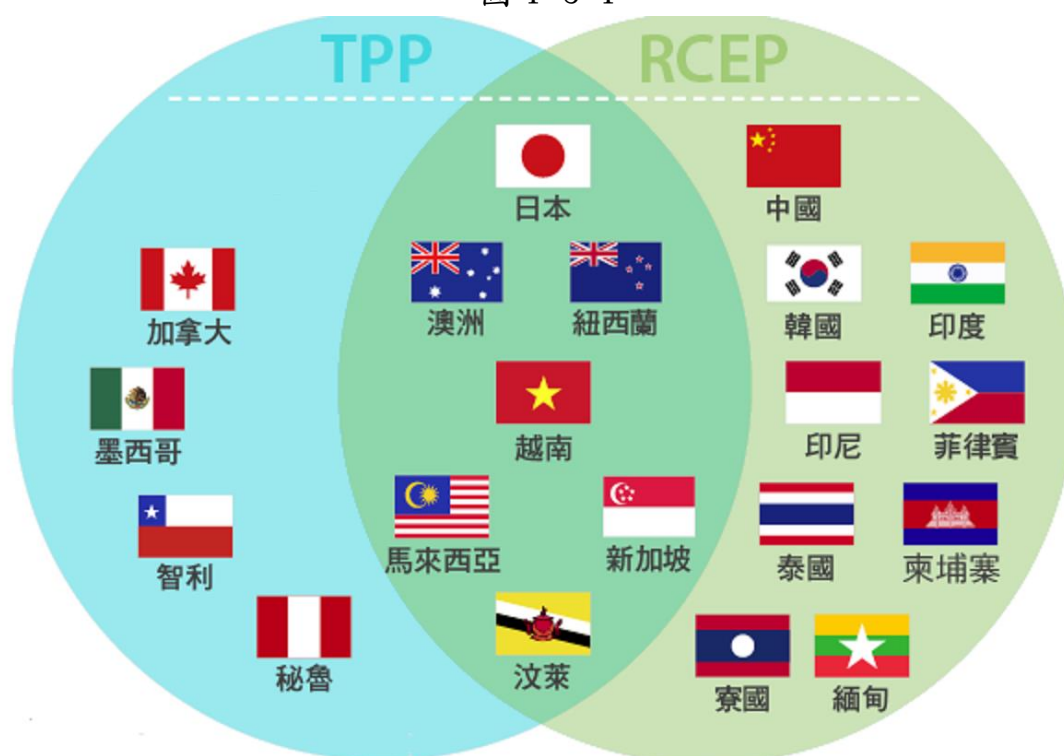 TPP RCEP
日本 中國
加拿大 澳洲 紐西蘭 韓國 印度
墨西哥 越南 印尼 菲律賓
智利 馬來西亞 新加坡 泰國 柬埔寨
秘魯 汶萊 寮國 緬甸